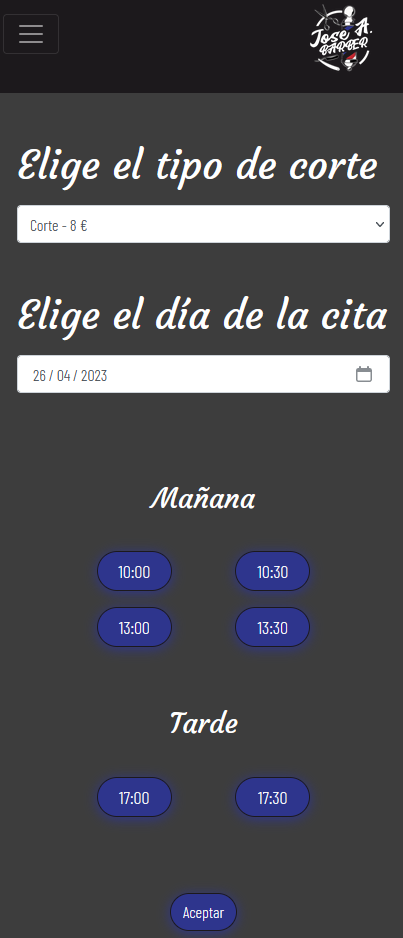 Jose A.
BARBER
Elige el tipo de corte
Corte - 8 €
Elige el día de la cita
26 / 04 / 2023
Mañana
10:00 10:30
13:00 13:30
Tarde
17:00 17:30
Aceptar